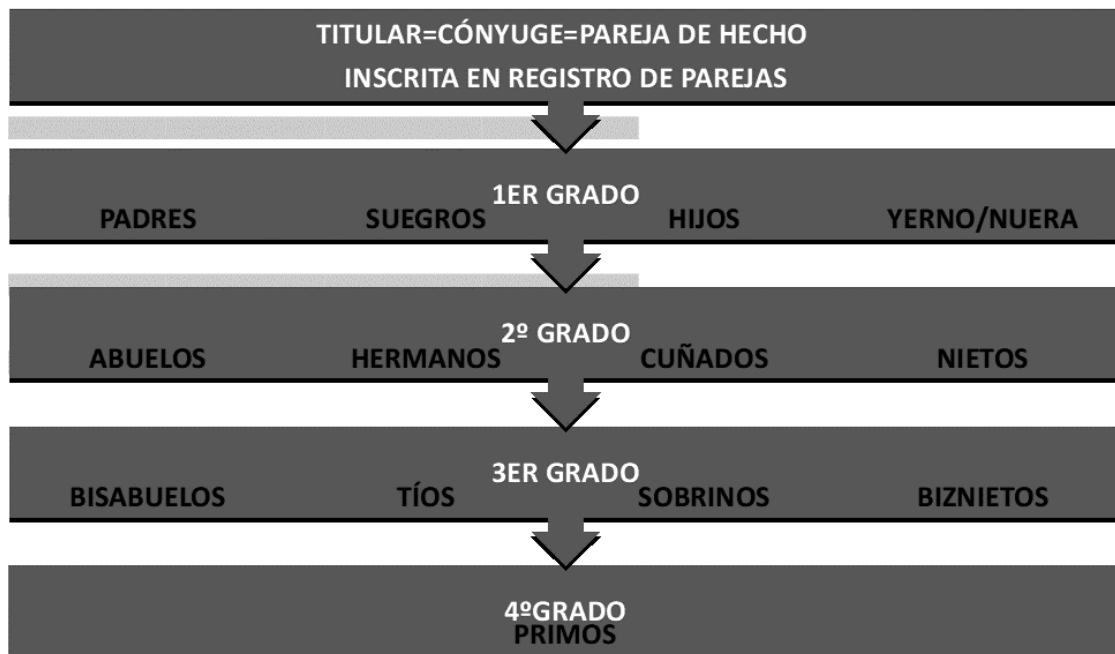 TITULAR=CÓNYUGE=PAREJA DE HECHO
INSCRITA EN REGISTRO DE PAREJAS
1ER GRADO
PADRES SUEGROS HIJOS YERNO/NUERA
2º GRADO
ABUELOS HERMANOS CUÑADOS NIETOS
3ER GRADO
BISABUELOS TÍOS SOBRINOS BIZNIETOS
4ºGRADO
PRIMOS